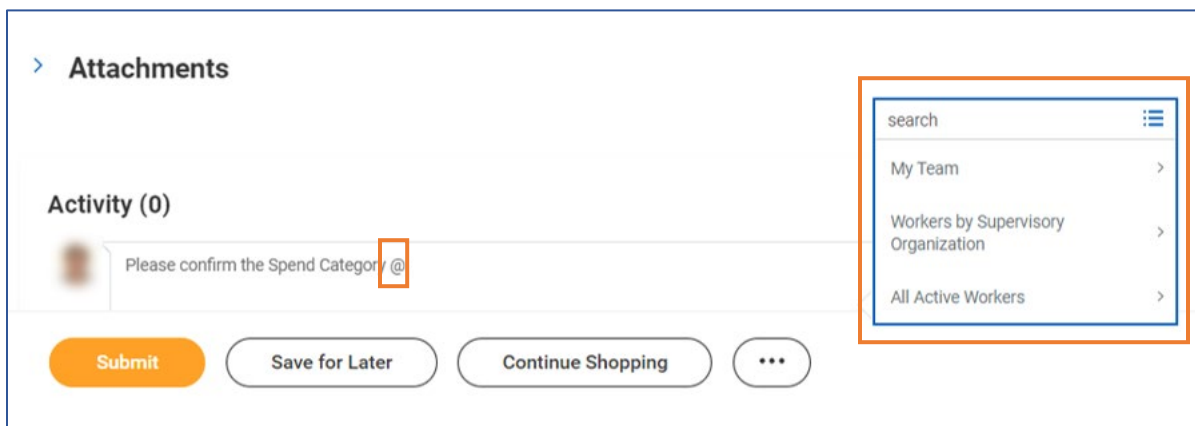 Attachments
search
My Team
Activity (0)
Workers by Supervisory
Organization
Please confirm the Spend Category @
All Active Workers
Submit
Save for Later
Continue Shopping